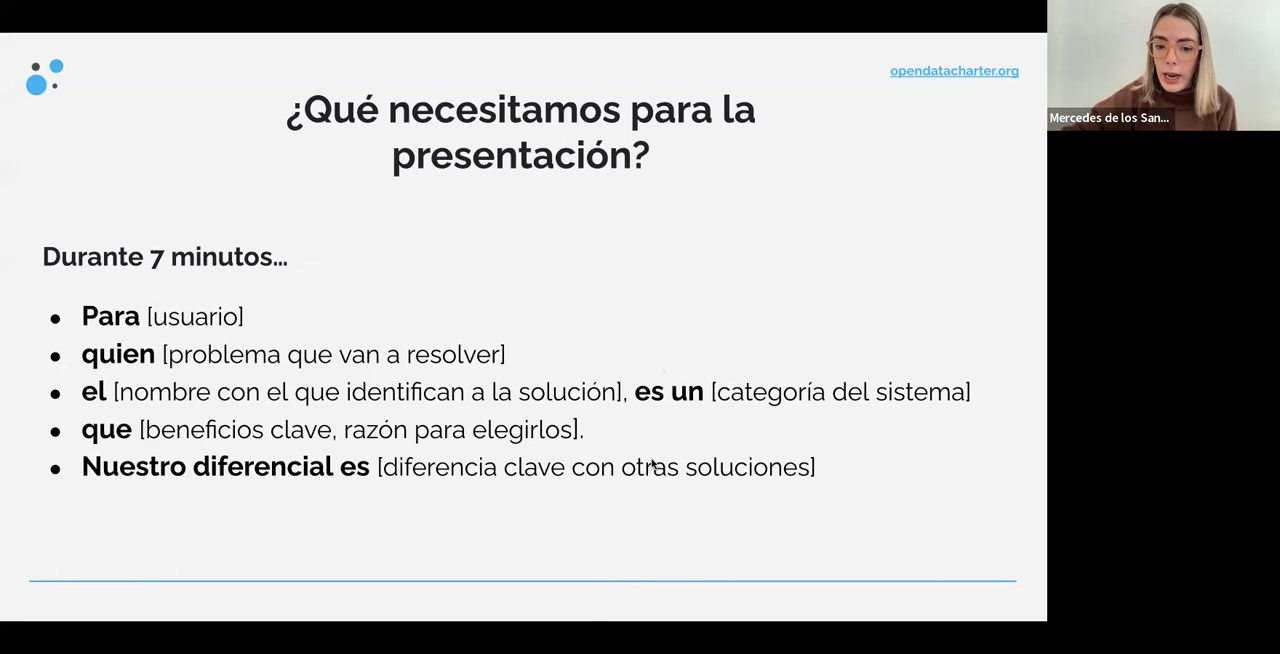 opendatacharter.org
¿Qué necesitamos para la
presentación?
Durante 7 minutos...
● Para [usuario]
● quien [problema que van a resolver]
● el [nombre con el que identifican a la solución], es un [categoría del sistema]
● que [beneficios clave, razón para elegirlos].
● Nuestro diferencial es [diferencia clave con otras soluciones]
Mercedes de los San...